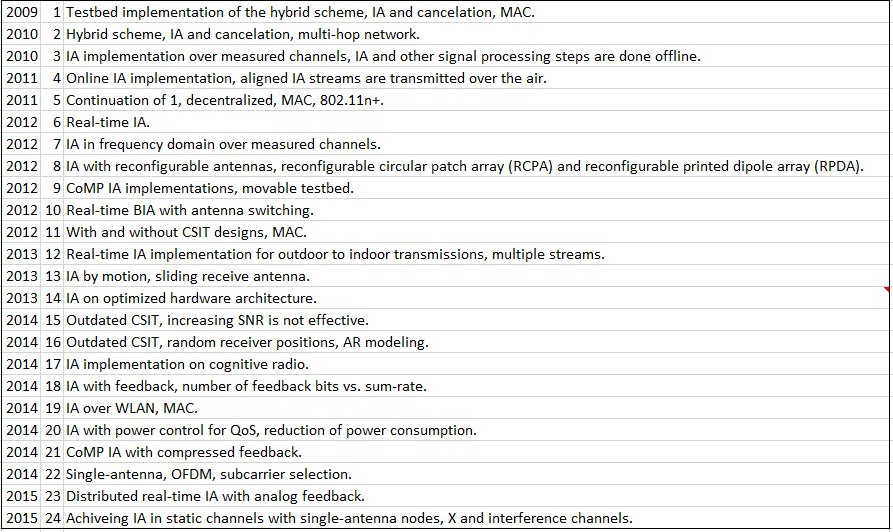 2009 1 Testbed implementation of the hybrid scheme, IA and cancelation, MAC.
2010 2 Hybrid scheme, IA and cancelation, multi-hop network.
2010 3 IA implementation over measured channels, IA and other signal processing steps are done offline.
2011 4 Online IA implementation, aligned IA streams are transmitted over the air.
2011 5 Continuation of 1, decentralized, MAC, 802.11n+.
2012 6 Real-time IA.
2012 7 IA in frequency domain over measured channels.
2012 8 IA with reconfigurable antennas, reconfigurable circular patch array (RCPA) and reconfigurable printed dipole array (RPDA).
2012 9 CoMP IA implementations, movable testbed.
2012 10 Real-time BIA with antenna switching.
2012 11 With and without CSIT designs, MAC.
2013 12 Real-time IA implementation for outdoor to indoor transmissions, multiple streams.
2013 13 IA by motion, sliding receive antenna.
2013 14 IA on optimized hardware architecture.
2014 15 Outdated CSIT, increasing SNR is not effective.
2014 16 Outdated CSIT, random receiver positions, AR modeling.
2014 17 IA implementation on cognitive radio.
2014 18 IA with feedback, number of feedback bits vs. sum-rate.
2014 19 IA over WLAN, MAC.
2014 20 IA with power control for QoS, reduction of power consumption.
2014 21 CoMP IA with compressed feedback.
2014 22 Single-antenna, OFDM, subcarrier selection.
2015 23 Distributed real-time IA with analog feedback.
2015 24 Achiveing IA in static channels with single-antenna nodes, X and interference channels.